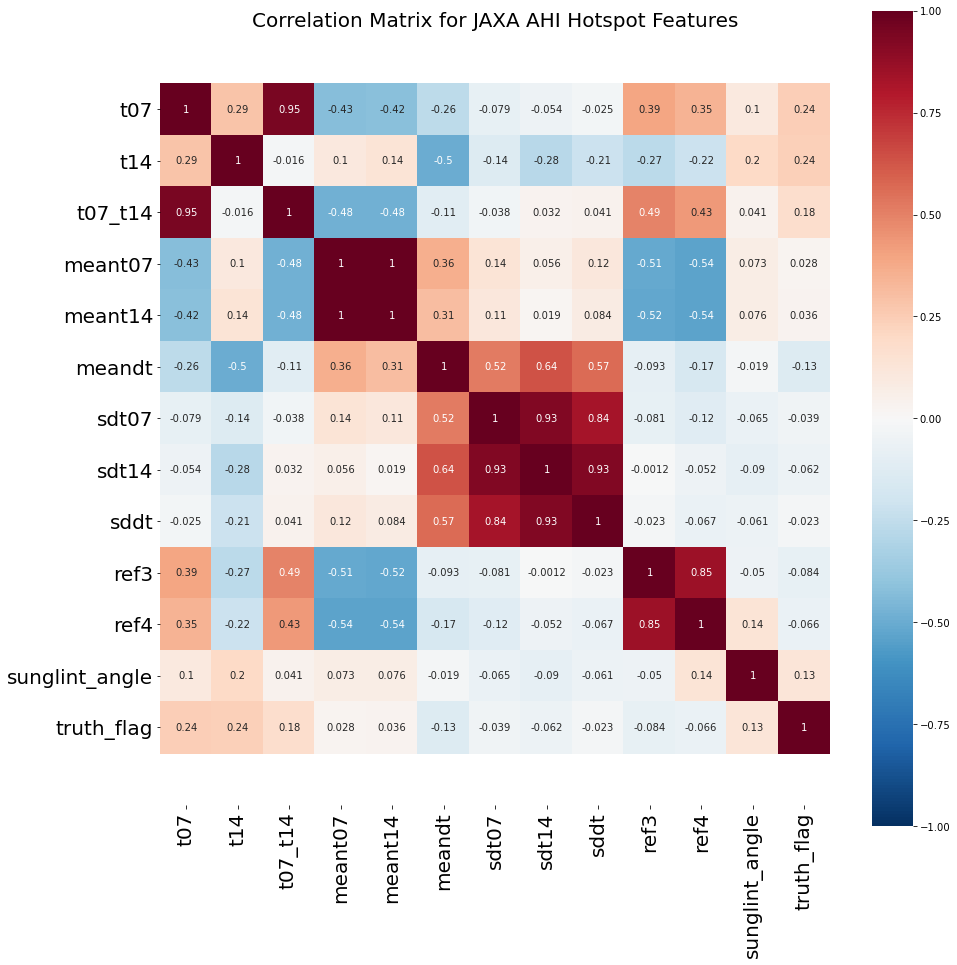 Correlation Matrix for JAXA AHI Hotspot Features
t07 1 0.29 0.95 -0.43 -0.42 -0.26 -0.079 -0.054 -0.025 0.39 0.35 0.1 0.24
t14 0.29 1 -0.016 0.1 0.14 -0.5 -0.14 -0.28 -0.21 -0.27 -0.22 0.2 0.24
t07_t14 0.95 -0.016 1 -0.48 -0.48 -0.11 -0.038 0.032 0.041 0.49 0.43 0.041 0.18
meant07 -0.43 0.1 -0.48 1 1 0.36 0.14 0.056 0.12 -0.51 -0.54 0.073 0.028
meant14 -0.42 0.14 -0.48 1 1 0.31 0.11 0.019 0.084 -0.52 -0.54 0.076 0.036
meandt -0.26 -0.5 -0.11 0.36 0.31 1 0.52 0.64 0.57 -0.093 -0.17 -0.019 -0.13
sdt07 -0.079 -0.14 -0.038 0.14 0.11 0.52 1 0.93 0.84 -0.081 -0.12 -0.065 -0.039
sdt14 -0.054 -0.28 0.032 0.056 0.019 0.64 0.93 1 0.93 -0.0012 -0.052 -0.09 -0.062
sddt -0.025 -0.21 0.041 0.12 0.084 0.57 0.84 0.93 1 -0.023 -0.067 -0.061 -0.023
ref3 0.39 -0.27 0.49 -0.51 -0.52 -0.093 -0.081 -0.0012 -0.023 1 0.85 -0.05 -0.084
ref4 0.35 -0.22 0.43 -0.54 -0.54 -0.17 -0.12 -0.052 -0.067 0.85 1 0.14 -0.066
sunglint_angle 0.1 0.2 0.041 0.073 0.076 -0.019 -0.065 -0.09 -0.061 -0.05 0.14 1 0.13
truth_flag 0.24 0.24 0.18 0.028 0.036 -0.13 -0.039 -0.062 -0.023 -0.084 -0.066 0.13 1
t07 t14 t07_t14 meant07 meant14 meandt sdt07 sdt14 sddt ref3 ref4 sunglint_angle truth_flag
1.00
0.75
0.50
0.25
0.00
-0.25
-0.50
-0.75
-1.00